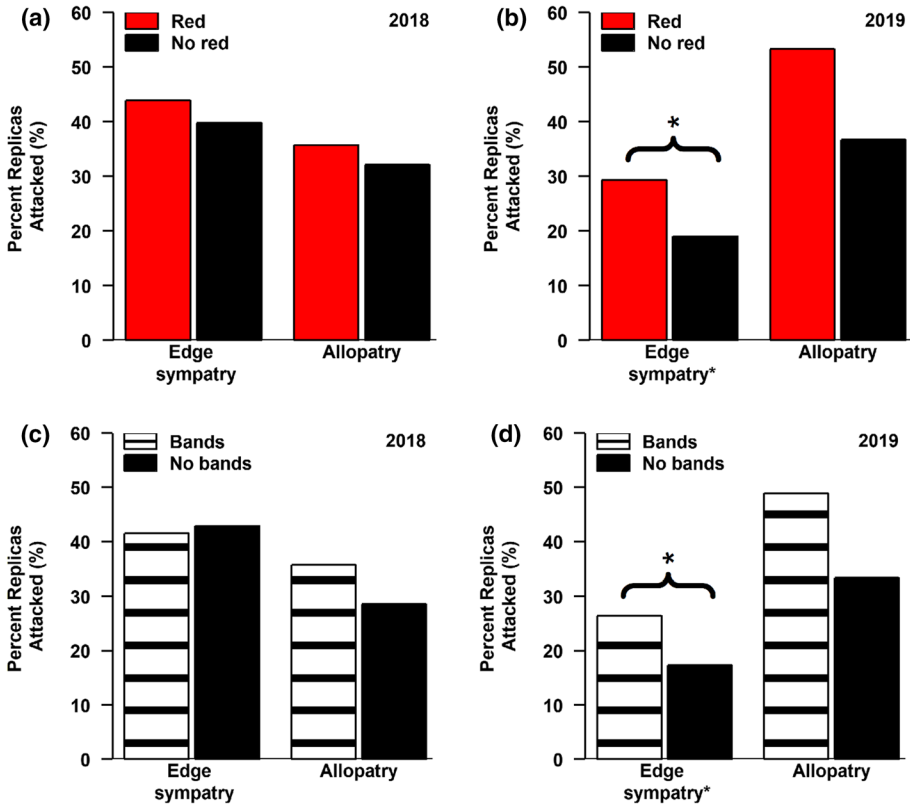 (a)
Red
No red
2018
Percent Replicas
Attacked (%)
60
50
40
30
20
10
0
Edge
sympatry
Allopatry
(b)
Red
No red
2019
Percent Replicas
Attacked (%)
60
50
40
30
20
10
0
*
Edge
sympatry*
Allopatry
(c)
Bands
No bands
2018
Percent Replicas
Attacked (%)
60
50
40
30
20
10
0
Edge
sympatry
Allopatry
(d)
Bands
No bands
2019
Percent Replicas
Attacked (%)
60
50
40
30
20
10
0
*
Edge
sympatry*
Allopatry